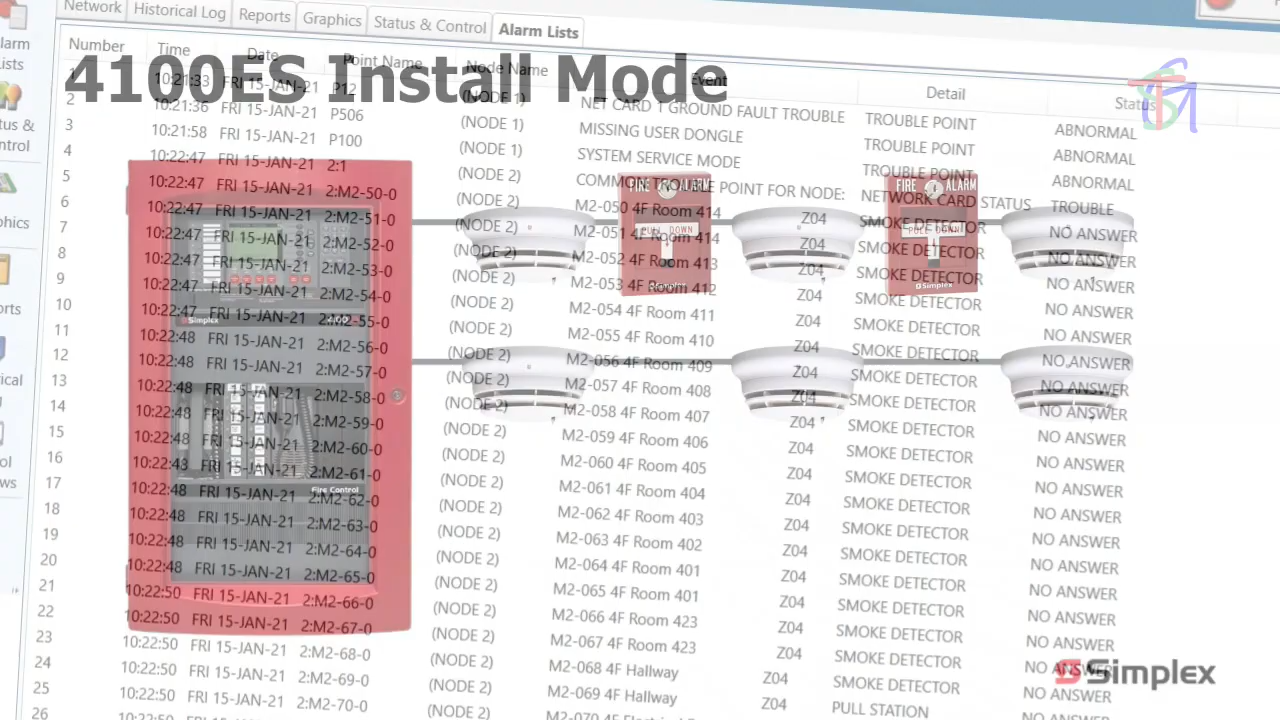 Network Historical Log Reports Graphics Status & Control Alarm Lists
Number Time Date Point Name Node Name Event Detail Status
4100ES Install Mode
10:21:33 FRI 15-JAN-21 P12 (NODE 1) NET CARD 1 GROUND FAULT TROUBLE TROUBLE POINT ABNORMAL
2 10:21:36 FRI 15-JAN-21 P506 (NODE 1) MISSING USER DONGLE TROUBLE POINT ABNORMAL
3 10:21:58 FRI 15-JAN-21 P100 (NODE 1) SYSTEM SERVICE MODE TROUBLE POINT ABNORMAL
4 10:22:47 FRI 15-JAN-21 2:1 (NODE 2) COMMON TROUBLE POINT FOR NODE: NETWORK CARD STATUS TROUBLE
5 10:22:47 FRI 15-JAN-21 2:M2-50-0 (NODE 2) M2-050 4F Room 414 Z04 SMOKE DETECTOR NO ANSWER
6 10:22:47 FRI 15-JAN-21 2:M2-51-0 (NODE 2) M2-051 4F Room 414 Z04 SMOKE DETECTOR NO ANSWER
7 10:22:47 FRI 15-JAN-21 2:M2-52-0 (NODE 2) M2-052 4F Room 413 Z04 SMOKE DETECTOR NO ANSWER
8 10:22:47 FRI 15-JAN-21 2:M2-53-0 (NODE 2) M2-053 4F Room 412 Z04 SMOKE DETECTOR NO ANSWER
9 10:22:47 FRI 15-JAN-21 2:M2-54-0 (NODE 2) M2-054 4F Room 411 Z04 SMOKE DETECTOR NO ANSWER
10 10:22:47 FRI 15-JAN-21 2:M2-55-0 (NODE 2) M2-055 4F Room 410 Z04 SMOKE DETECTOR NO ANSWER
11 10:22:48 FRI 15-JAN-21 2:M2-56-0 (NODE 2) M2-056 4F Room 409 Z04 SMOKE DETECTOR NO ANSWER
12 10:22:48 FRI 15-JAN-21 2:M2-57-0 (NODE 2) M2-057 4F Room 408 Z04 SMOKE DETECTOR NO ANSWER
13 10:22:48 FRI 15-JAN-21 2:M2-58-0 (NODE 2) M2-058 4F Room 407 Z04 SMOKE DETECTOR NO ANSWER
14 10:22:48 FRI 15-JAN-21 2:M2-59-0 (NODE 2) M2-059 4F Room 406 Z04 SMOKE DETECTOR NO ANSWER
15 10:22:48 FRI 15-JAN-21 2:M2-60-0 (NODE 2) M2-060 4F Room 405 Z04 SMOKE DETECTOR NO ANSWER
16 10:22:48 FRI 15-JAN-21 2:M2-61-0 (NODE 2) M2-061 4F Room 404 Z04 SMOKE DETECTOR NO ANSWER
17 10:22:48 FRI 15-JAN-21 2:M2-62-0 (NODE 2) M2-062 4F Room 403 Z04 SMOKE DETECTOR NO ANSWER
18 10:22:48 FRI 15-JAN-21 2:M2-63-0 (NODE 2) M2-063 4F Room 402 Z04 SMOKE DETECTOR NO ANSWER
19 10:22:48 FRI 15-JAN-21 2:M2-64-0 (NODE 2) M2-064 4F Room 401 Z04 SMOKE DETECTOR NO ANSWER
20 10:22:48 FRI 15-JAN-21 2:M2-65-0 (NODE 2) M2-065 4F Room 401 Z04 SMOKE DETECTOR NO ANSWER
21 10:22:50 FRI 15-JAN-21 2:M2-66-0 (NODE 2) M2-066 4F Room 423 Z04 SMOKE DETECTOR NO ANSWER
22 10:22:50 FRI 15-JAN-21 2:M2-67-0 (NODE 2) M2-067 4F Room 423 Z04 SMOKE DETECTOR NO ANSWER
23 10:22:50 FRI 15-JAN-21 2:M2-68-0 (NODE 2) M2-068 4F Hallway Z04 SMOKE DETECTOR NO ANSWER
24 10:22:50 FRI 15-JAN-21 2:M2-69-0 (NODE 2) M2-069 4F Hallway Z04 SMOKE DETECTOR NO ANSWER
25 10:22:50 FRI 15-JAN-21 2:M2-70-0 (NODE 2) Z04 PULL STATION NO ANSWER
26
FIRE ALARM
PULL DOWN
Simplex
FIRE ALARM
PULL DOWN
Simplex
Simplex
Fire Control
Simplex